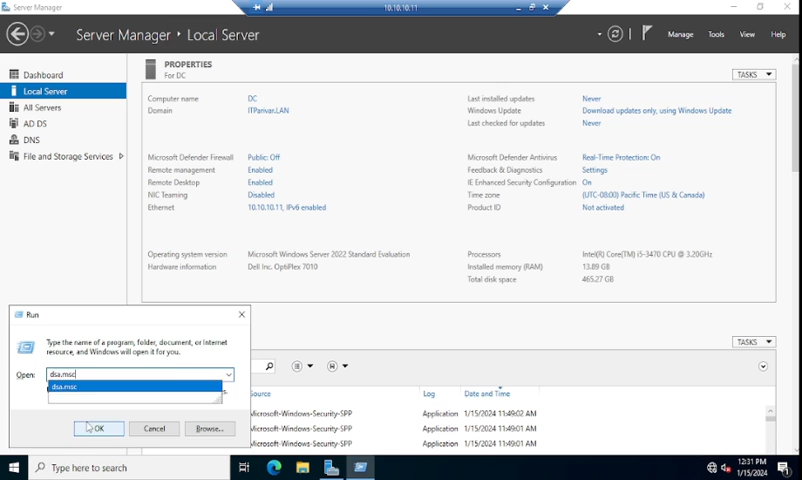 Server Manager
10.10.10.11
Server Manager • Local Server
Manage Tools View Help
Dashboard
Local Server
All Servers
AD DS
DNS
File and Storage Services
PROPERTIES
For DC
TASKS
Computer name DC
Domain ITPanvar.LAN
Last installed updates Never
Windows Update Download updates only, using Windows Update
Last checked for updates Never
Microsoft Defender Firewall Public: Off
Remote management Enabled
Remote Desktop Enabled
NIC Teaming Disabled
Ethernet 10.10.10.11, IPv6 enabled
Microsoft Defender Antivirus Real-Time Protection: On
Feedback & Diagnostics Settings
IE Enhanced Security Configuration On
Time zone (UTC-08:00) Pacific Time (US & Canada)
Product ID Not activated
Operating system version Microsoft Windows Server 2022 Standard Evaluation
Hardware information Dell Inc. OptiPlex 7010
Processors Intel(R) Core(TM) i5-3470 CPU @ 3.20GHz
Installed memory (RAM) 13.89 GB
Total disk space 465.27 GB
TASKS
Source Log Date and Time
Microsoft-Windows-Security-SPP Application 1/15/2024 11:49:02 AM
Microsoft-Windows-Security-SPP Application 1/15/2024 11:49:02 AM
Microsoft-Windows-Security-SPP Application 1/15/2024 11:49:01 AM
Run
Type the name of a program, folder, document, or Internet
resource, and Windows will open it for you.
Open: dsa.msc
dsa.msc
OK Cancel Browse...
Type here to search
12:31 PM
1/15/2024
1